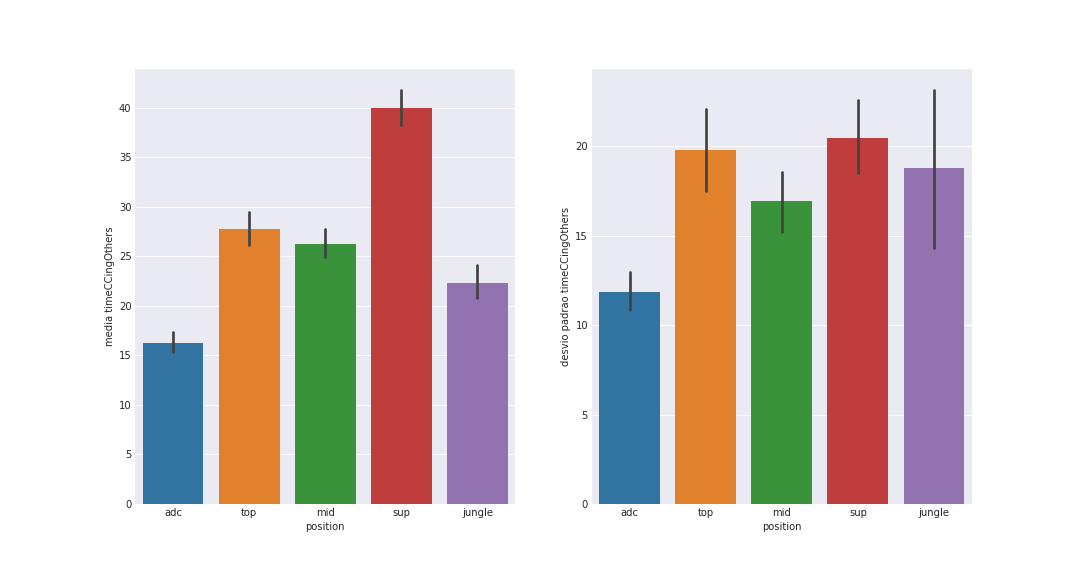 media timeCCingOthers
40
35
30
25
20
15
10
5
0
adc top mid sup jungle
position
desvio padrao timeCCingOthers
20
15
10
5
0
adc top mid sup jungle
position